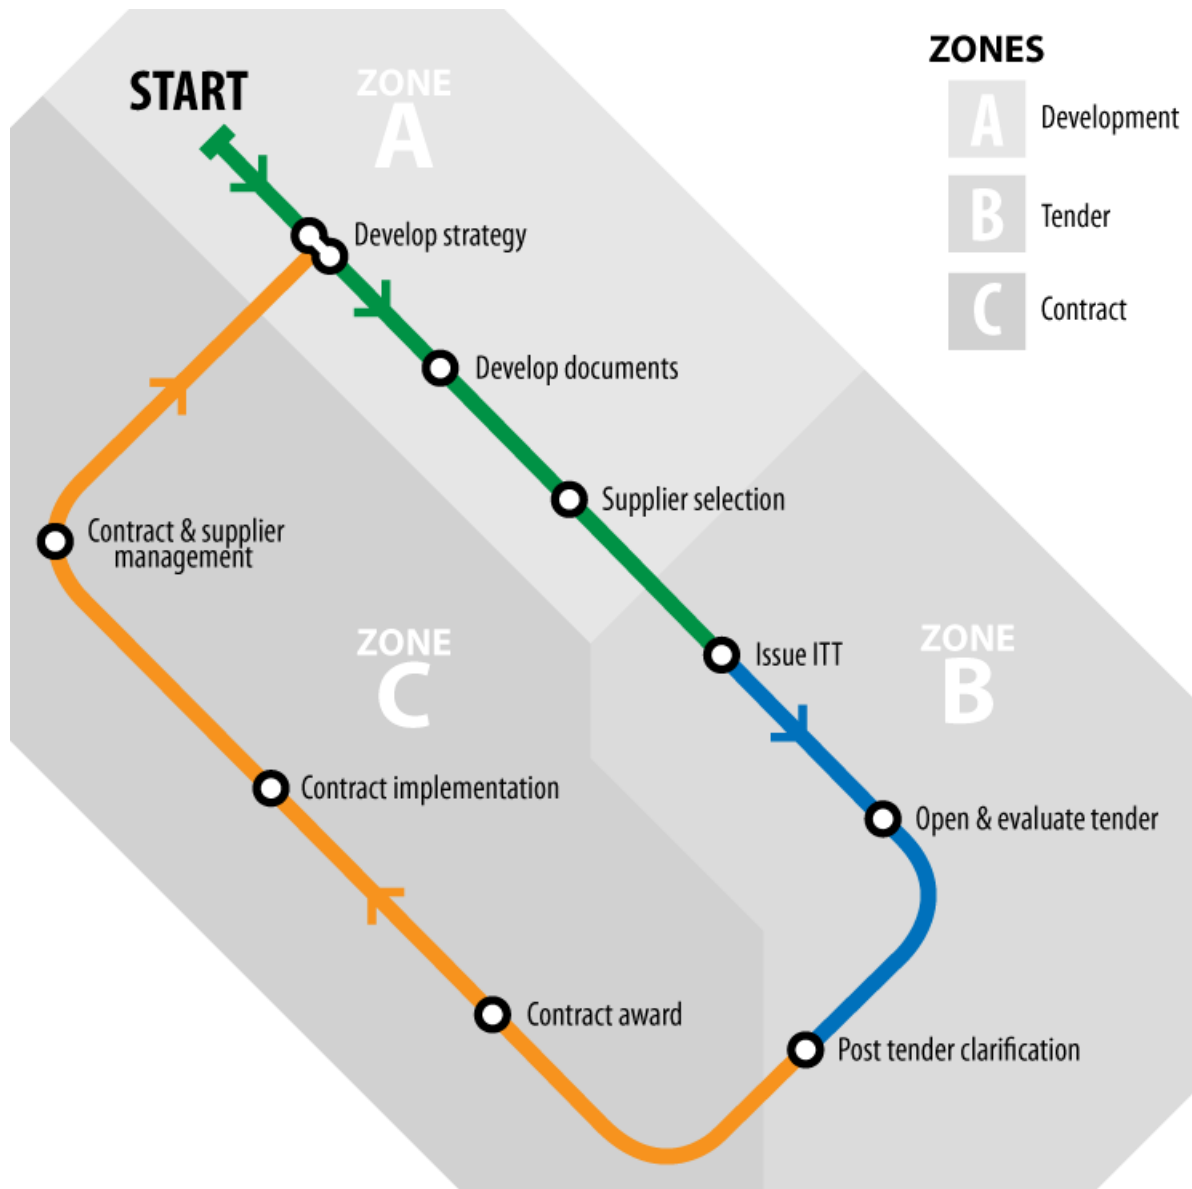 START
ZONE
A
Develop strategy
Develop documents
Supplier selection
Issue ITT
ZONE
B
Open & evaluate tender
Post tender clarification
Contract award
Contract implementation
ZONE
C
Contract & supplier
management
ZONES
A
Development
B
Tender
C
Contract